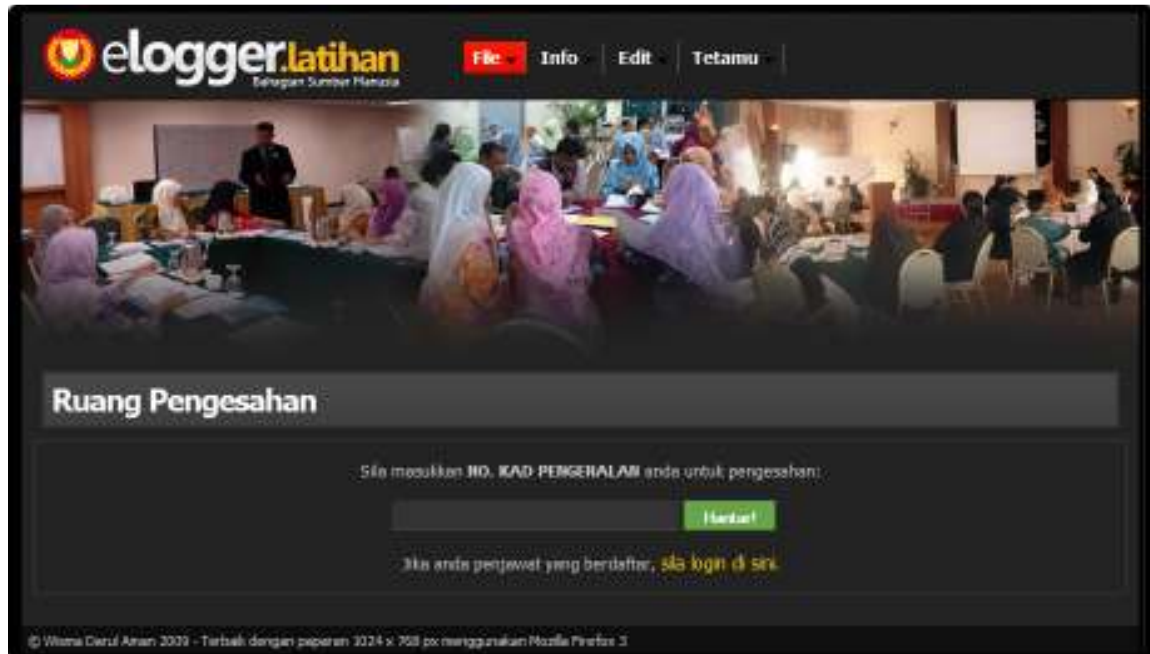 elogger.latihan
Bahagian Sumber Manusia
File Info Edit Tetamu
Ruang Pengesahan
Sila masukkan NO. KAD PENGENALAN anda untuk pengesahan:
Hantar!
Jika anda penjawat yang berdaftar, sila login di sini.
© Wisma Darul Aman 2009 - Terbaik dengan paparan 1024 x 768 px menggunakan Mozilla Firefox 3